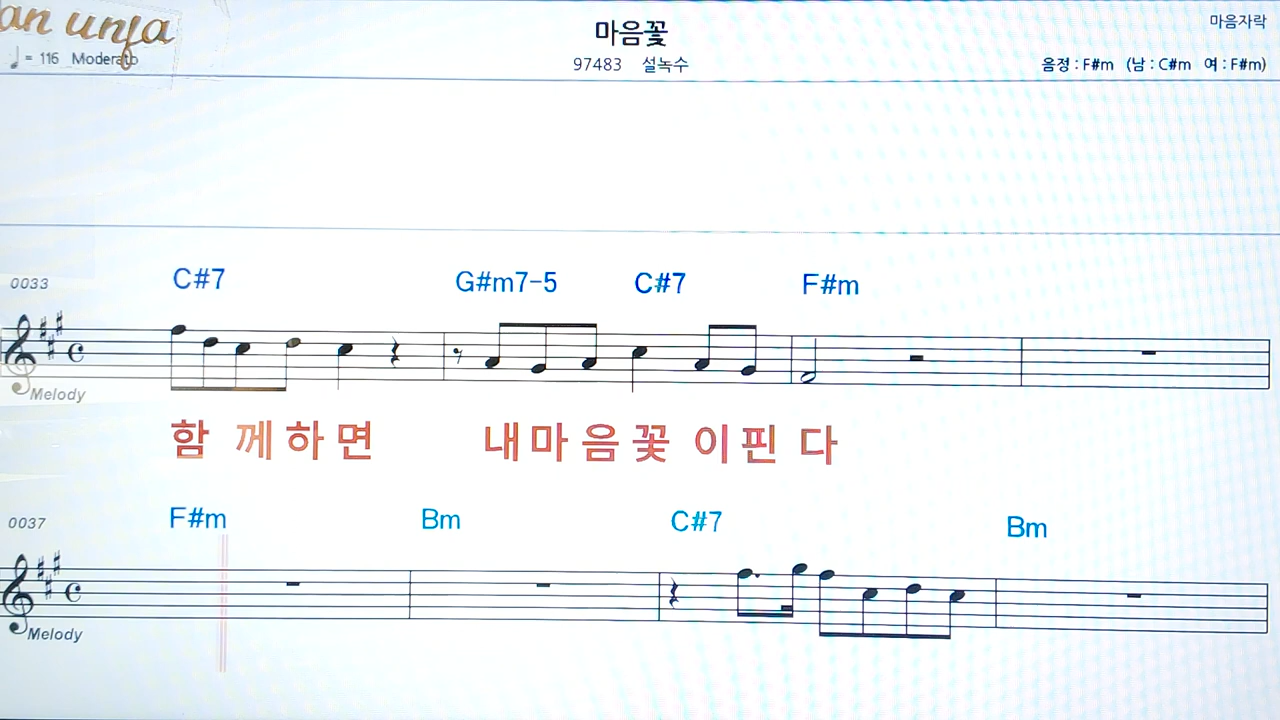 an unja
♩ = 116 Moderato
마음꽃
97483 설녹수
마음자락
음정 : F#m (남 : C#m 여 : F#m)
0033
C#7 G#m7-5 C#7 F#m
Melody
함 께 하 면 내 마 음 꽃 이 핀 다
0037
F#m Bm C#7 Bm
Melody